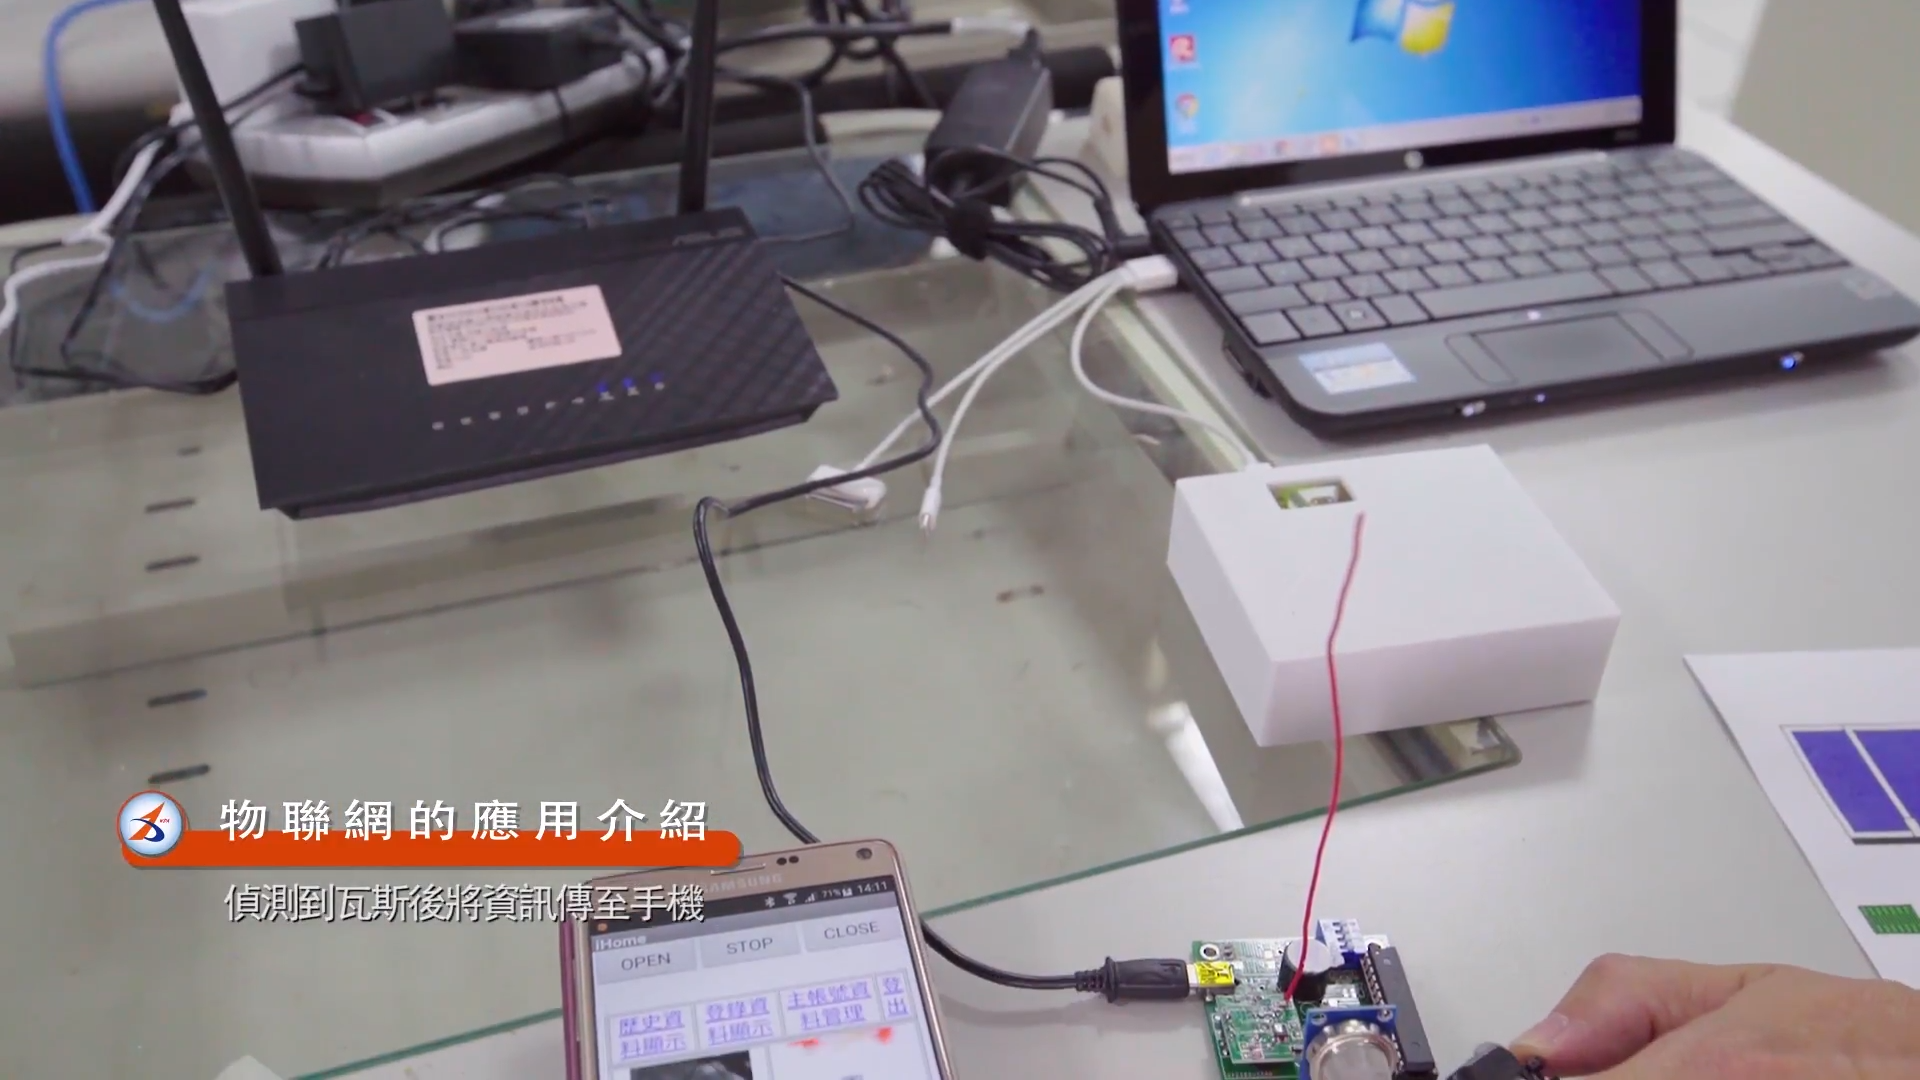 物聯網的應用介紹
偵測到瓦斯後將資訊傳至手機
SAMSUNG
71% 14:11
iHome
OPEN STOP CLOSE
歷史資料顯示
登錄資料顯示
主帳號資料管理
登出